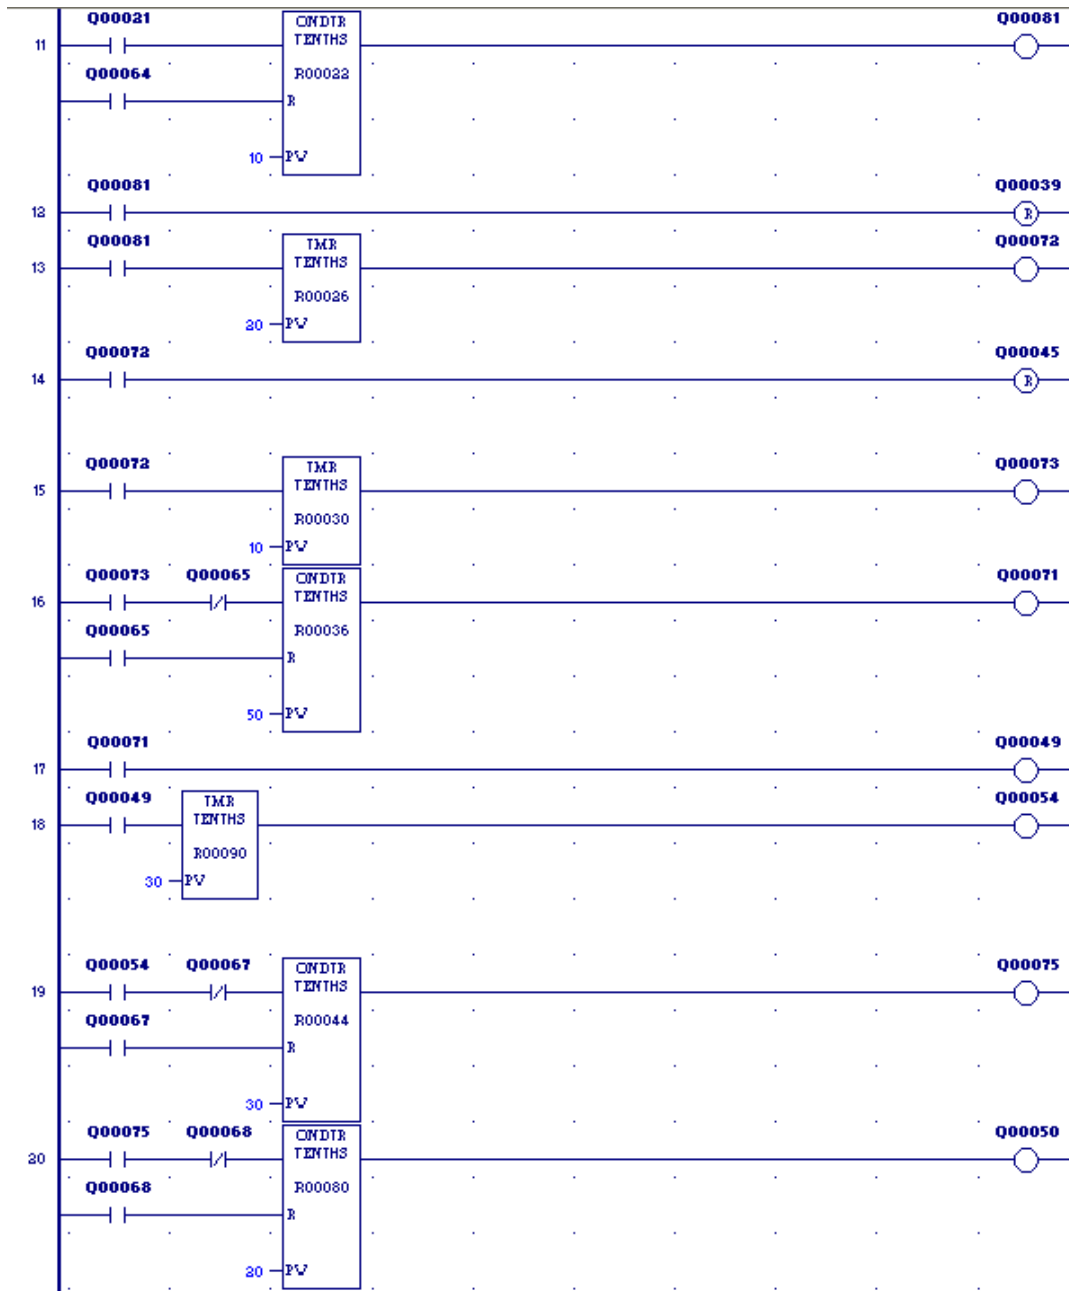 Q00021 ONDTR Q00081
11 TENTHS
Q00064 R00022
R
10 PV
Q00081 Q00039
12 R
Q00081 TMR Q00072
13 TENTHS
R00026
20 PV
Q00072 Q00045
14 R
Q00072 TMR Q00073
15 TENTHS
R00030
10 PV
Q00073 Q00065 ONDTR Q00071
16 TENTHS
Q00065 R00036
R
50 PV
Q00071 Q00049
17
Q00049 TMR Q00054
18 TENTHS
R00090
30 PV
Q00054 Q00067 ONDTR Q00075
19 TENTHS
Q00067 R00044
R
30 PV
Q00075 Q00068 ONDTR Q00050
20 TENTHS
Q00068 R00080
R
20 PV